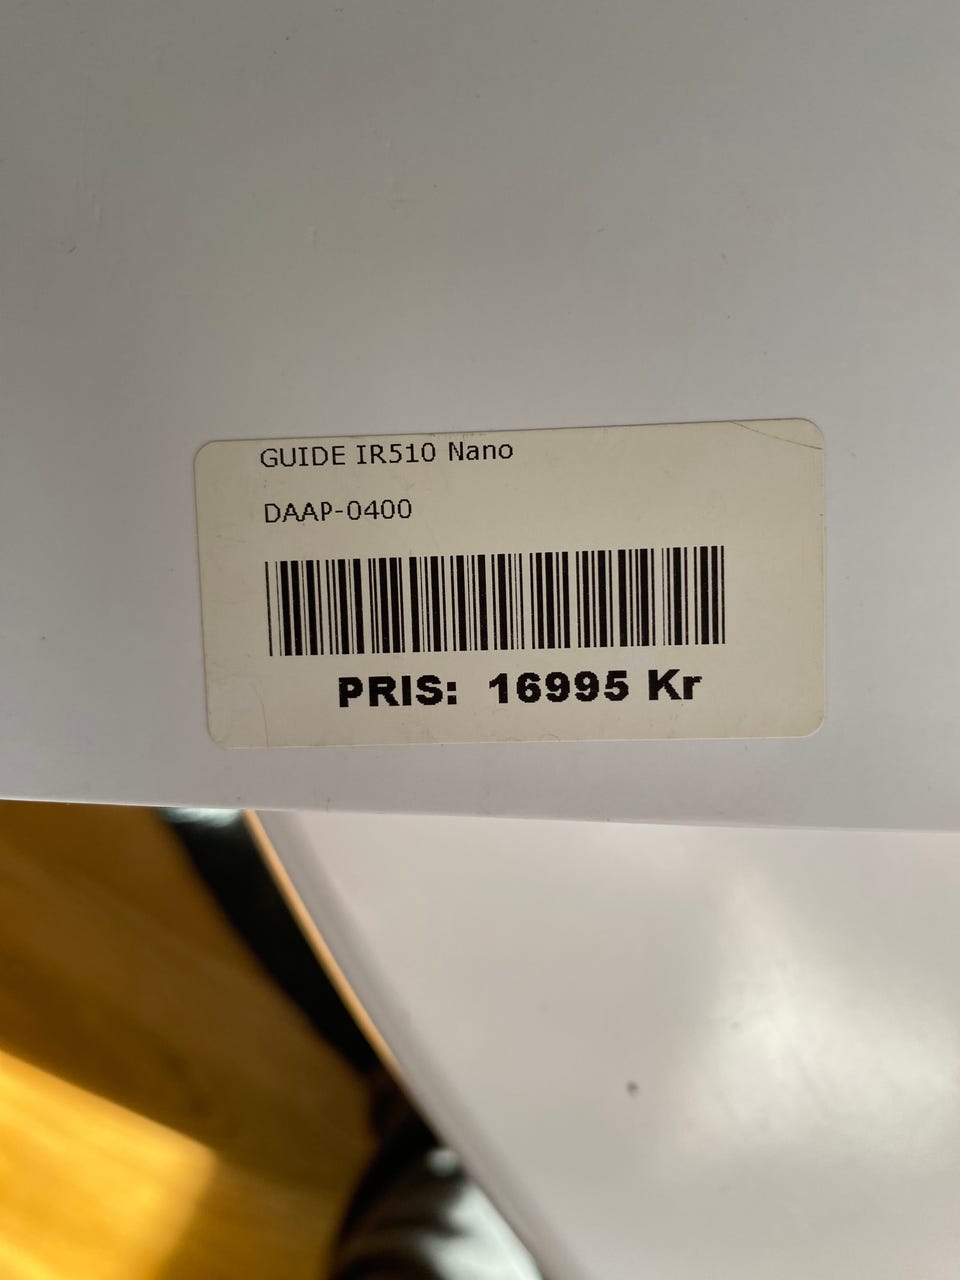 GUIDE IR510 Nano
DAAP-0400
PRIS: 16995 Kr